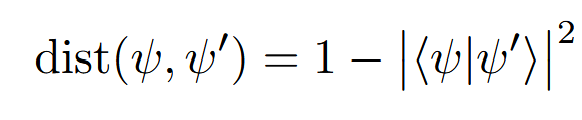 dist(ψ, ψ′) = 1 − |⟨ψ|ψ′⟩|²